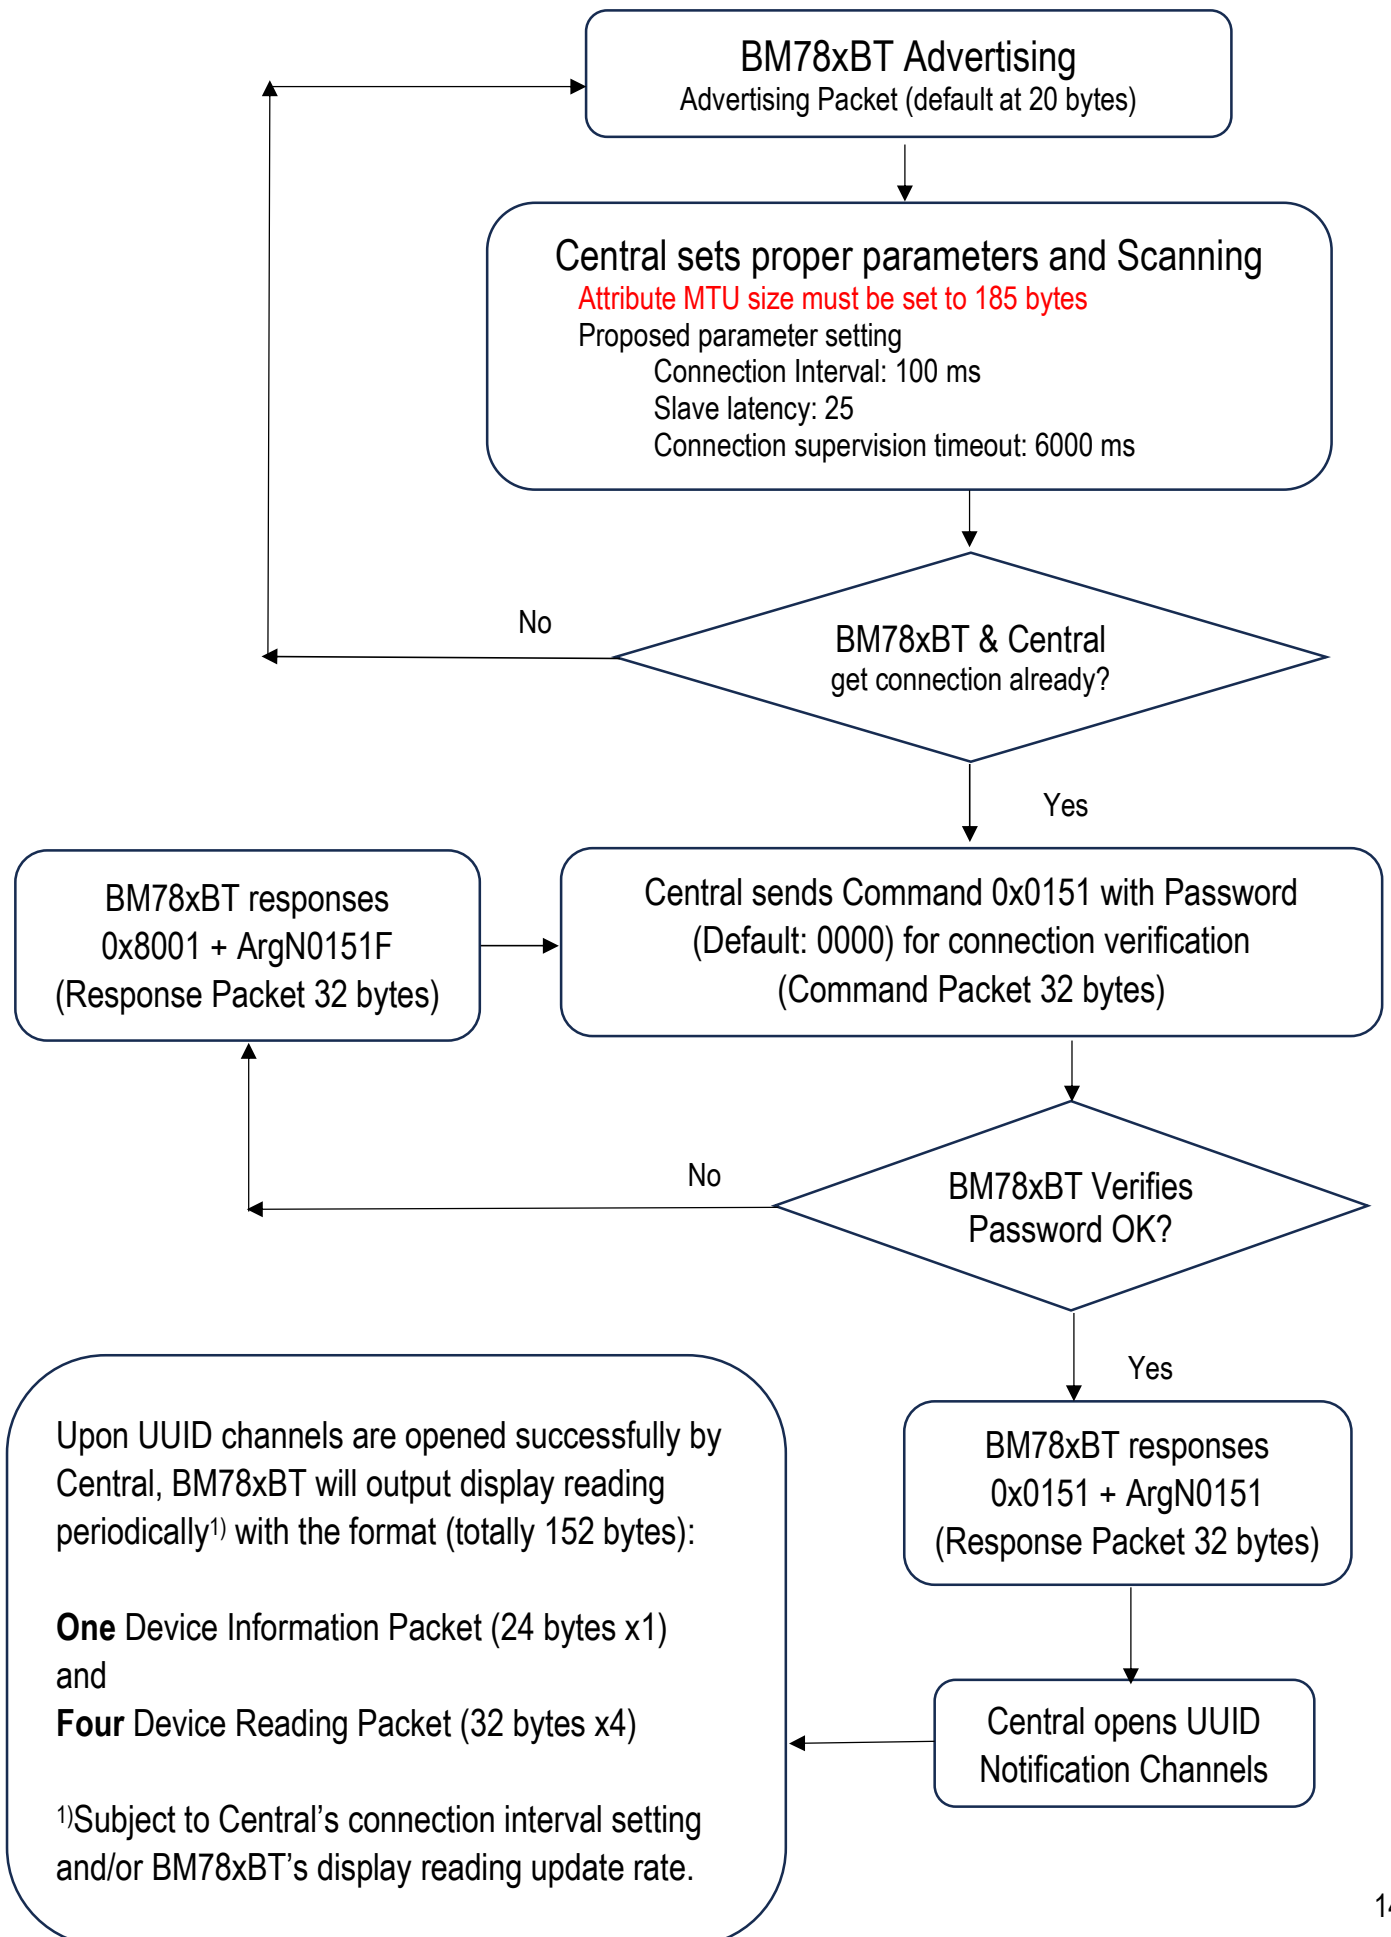 BM78xBT Advertising
Advertising Packet (default at 20 bytes)
Central sets proper parameters and Scanning
Attribute MTU size must be set to 185 bytes
Proposed parameter setting
Connection Interval: 100 ms
Slave latency: 25
Connection supervision timeout: 6000 ms
No
BM78xBT & Central
get connection already?
Yes
BM78xBT responses
0x8001 + ArgN0151F
(Response Packet 32 bytes)
Central sends Command 0x0151 with Password
(Default: 0000) for connection verification
(Command Packet 32 bytes)
No
BM78xBT Verifies
Password OK?
Yes
BM78xBT responses
0x0151 + ArgN0151
(Response Packet 32 bytes)
Central opens UUID
Notification Channels
Upon UUID channels are opened successfully by
Central, BM78xBT will output display reading
periodically1) with the format (totally 152 bytes):
One Device Information Packet (24 bytes x1)
and
Four Device Reading Packet (32 bytes x4)
1)Subject to Central's connection interval setting
and/or BM78xBT's display reading update rate.